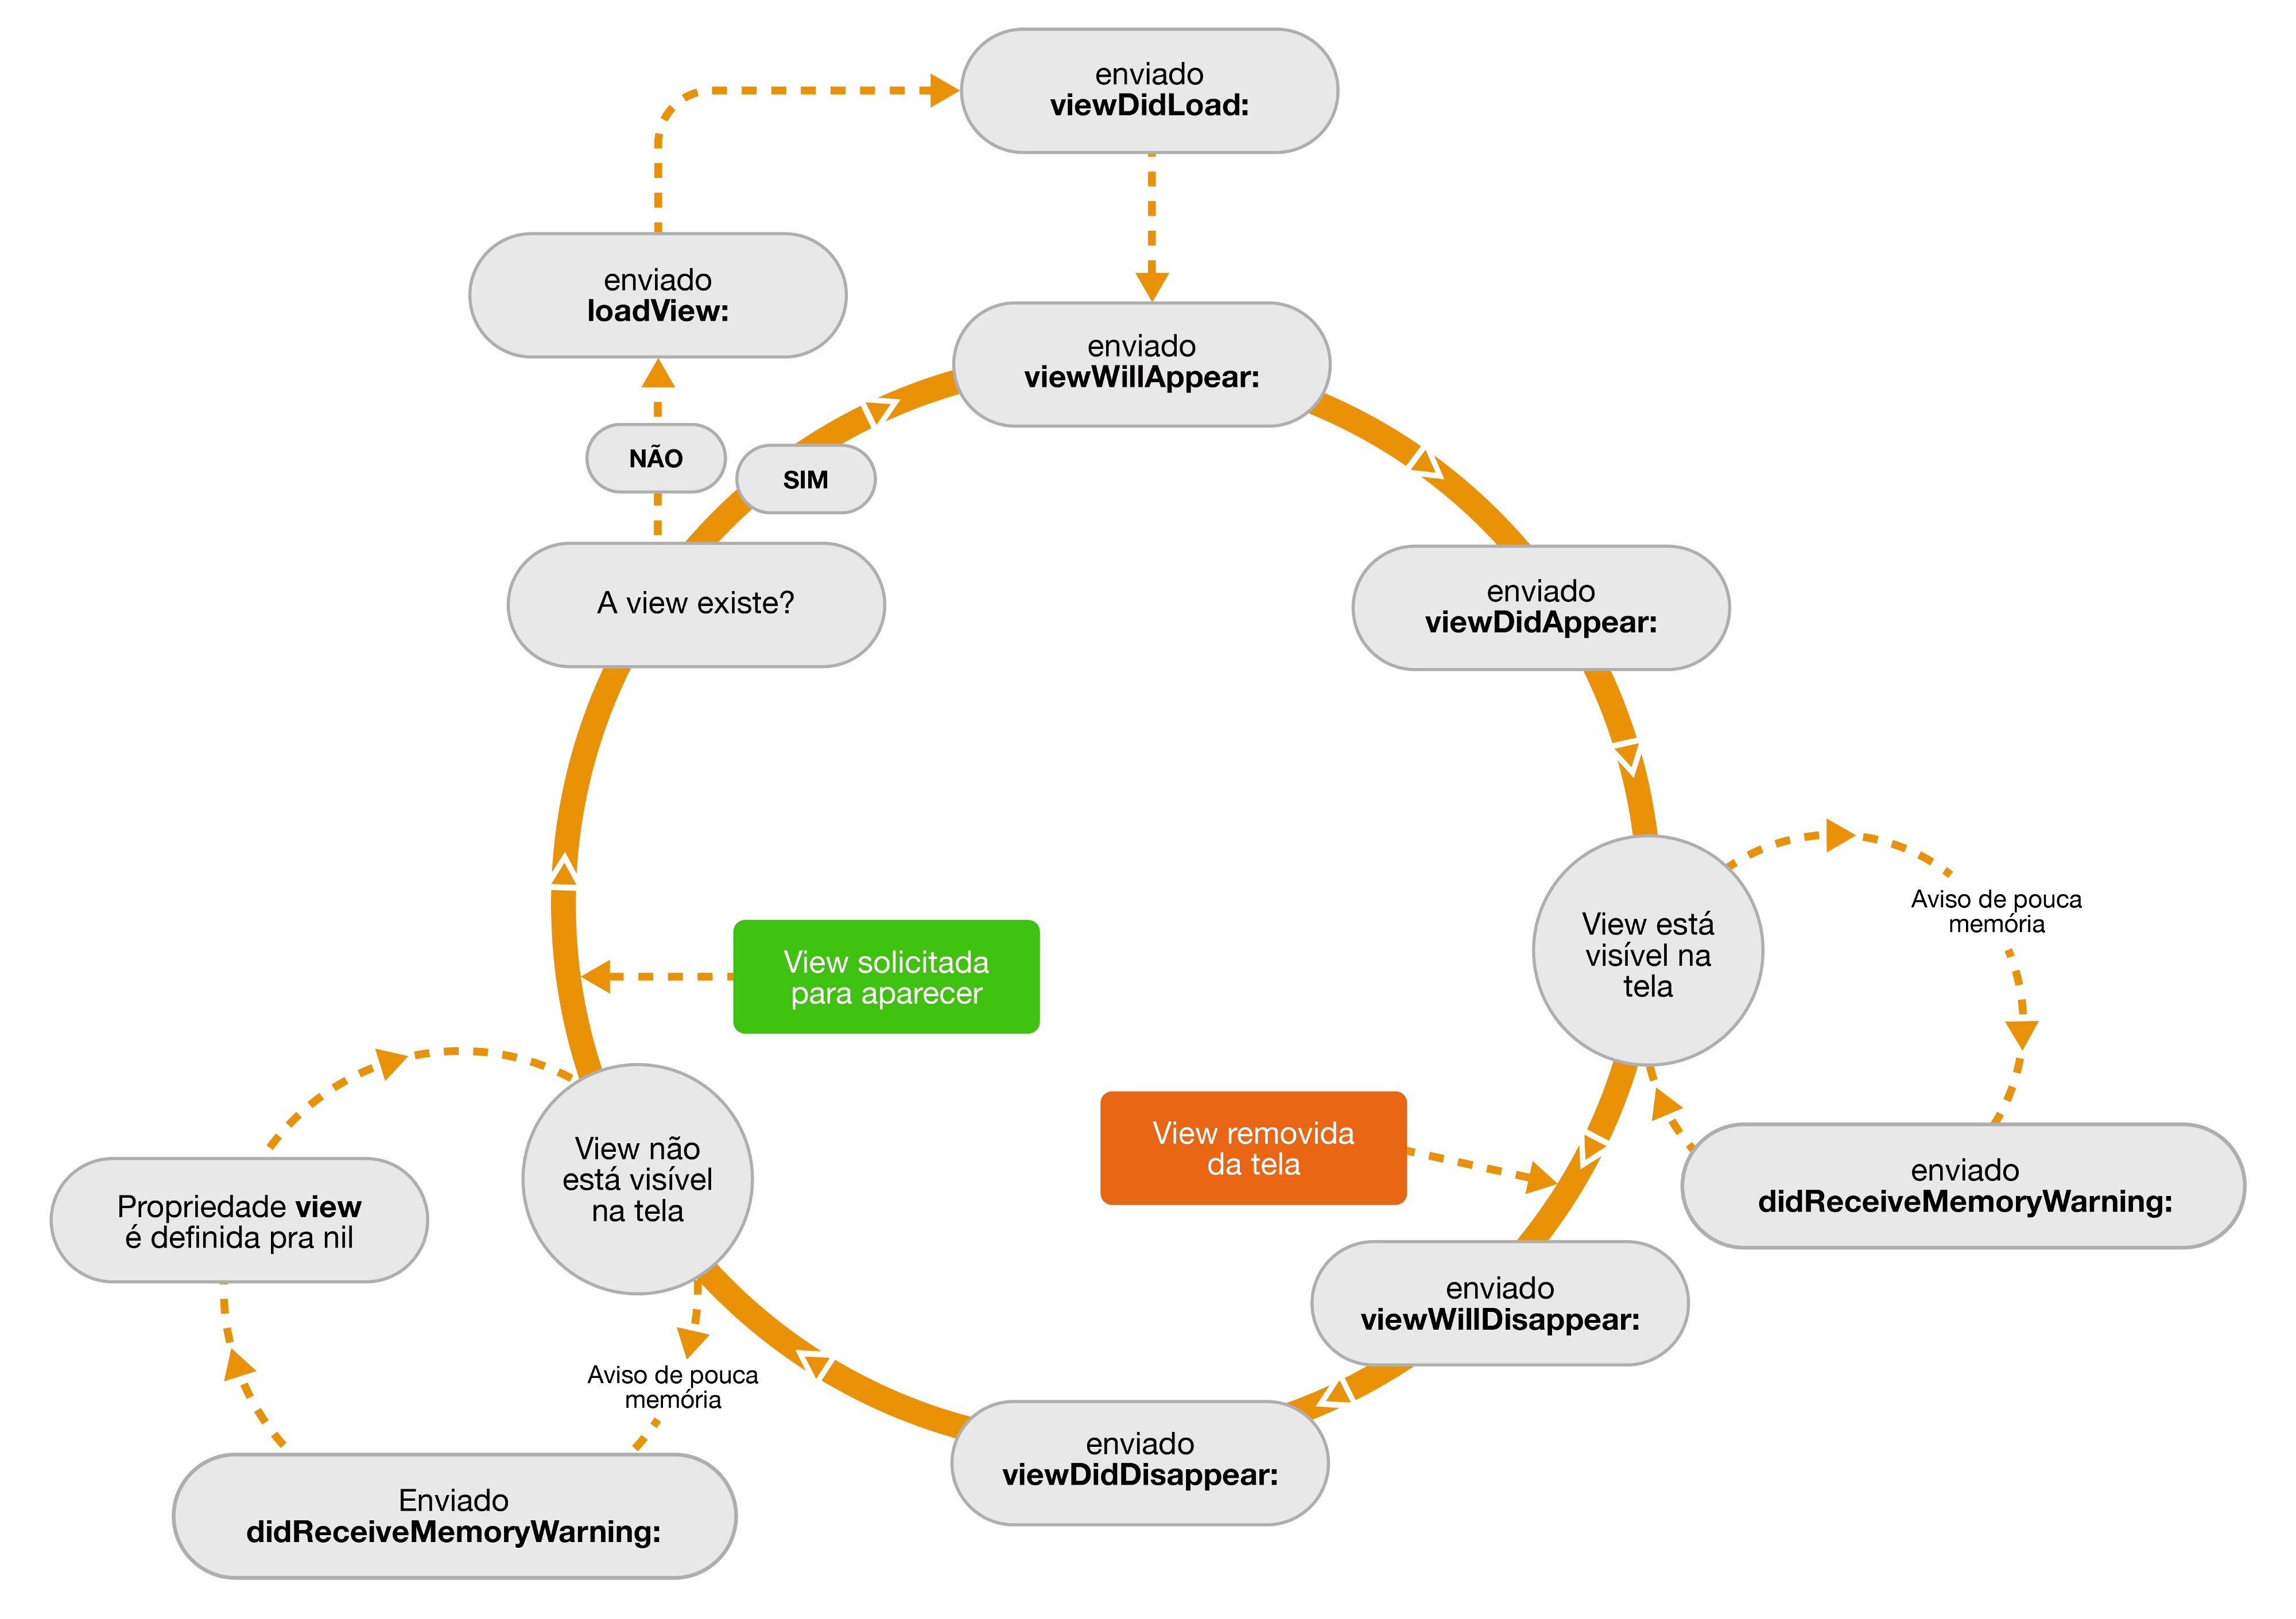 enviado
viewDidLoad:
enviado
loadView:
enviado
viewWillAppear:
NÃO
SIM
A view existe?
enviado
viewDidAppear:
View está
visível na
tela
Aviso de pouca
memória
View solicitada
para aparecer
View removida
da tela
enviado
didReceiveMemoryWarning:
View não
está visível
na tela
Propriedade view
é definida pra nil
enviado
viewWillDisappear:
Aviso de pouca
memória
enviado
viewDidDisappear:
Enviado
didReceiveMemoryWarning: